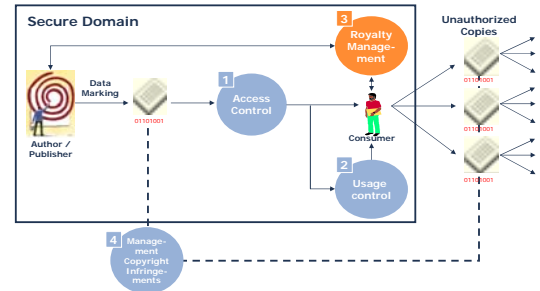 Secure Domain
3
Royalty
Manage-
ment
Unauthorized
Copies
Data
Marking
01101001
Author /
Publisher
1
Access
Control
Consumer
2
Usage
control
01101001
01101001
01101001
4
Manage-
ment
Copyright
Infringe-
ments